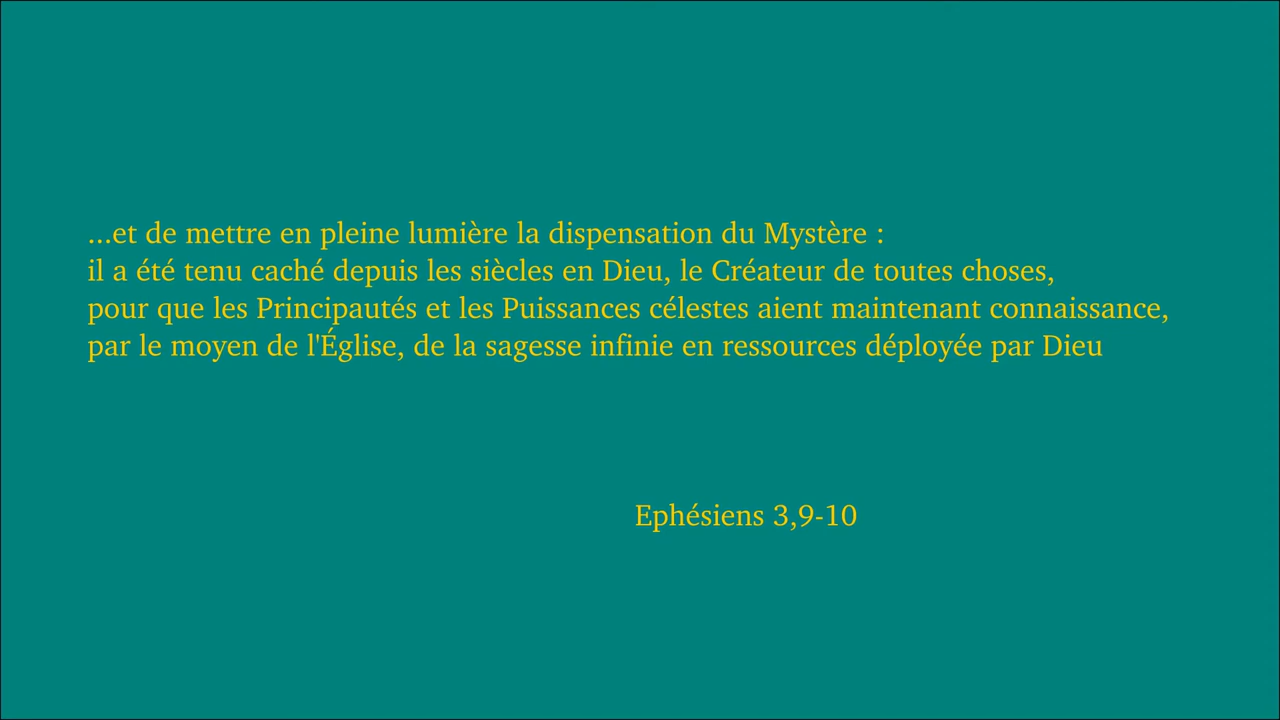 ...et de mettre en pleine lumière la dispensation du Mystère :
il a été tenu caché depuis les siècles en Dieu, le Créateur de toutes choses,
pour que les Principautés et les Puissances célestes aient maintenant connaissance,
par le moyen de l'Église, de la sagesse infinie en ressources déployée par Dieu
Ephésiens 3,9-10